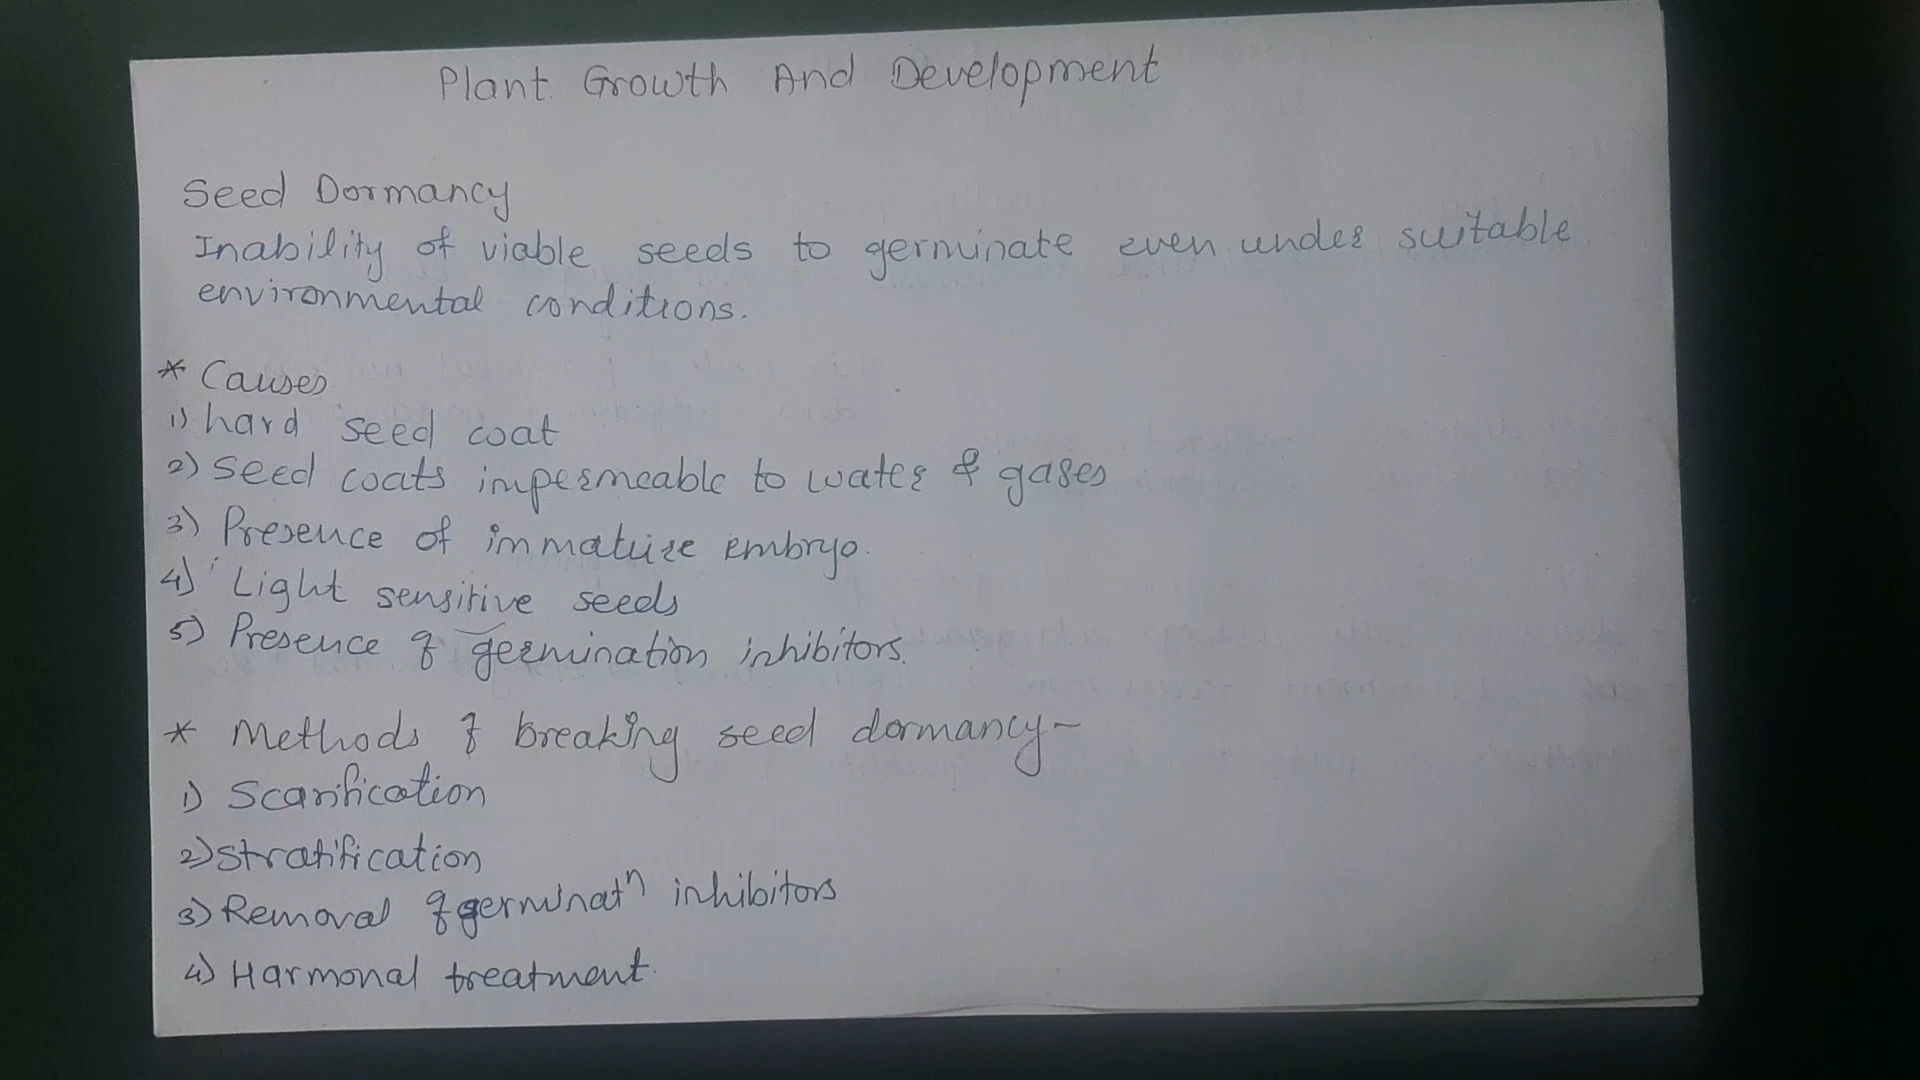 Plant Growth And Development
Seed Dormancy
Inability of viable seeds to germinate even under suitable
environmental conditions.
* Causes
1) hard seed coat
2) Seed coats impermeable to water & gases
3) Presence of immature embryo.
4) Light sensitive seeds
5) Presence of germination inhibitors.
* Methods of breaking seed dormancy-
1) Scarification
2) Stratification
3) Removal of germinatⁿ inhibitors
4) Harmonal treatment.